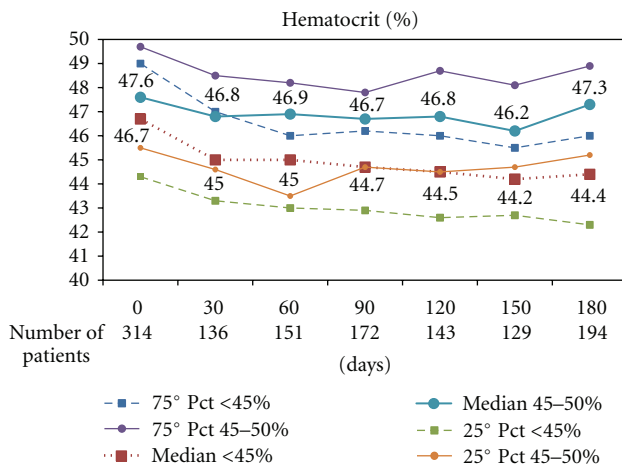 Hematocrit (%)
50
49
48
47
46
45
44
43
42
41
40
47.6
46.8
46.9
46.7
46.8
46.2
47.3
46.7
45
45
44.7
44.5
44.2
44.4
0 30 60 90 120 150 180
Number of patients 314 136 151 172 143 129 194
(days)
75° Pct <45%
75° Pct 45–50%
Median <45%
Median 45–50%
25° Pct <45%
25° Pct 45–50%